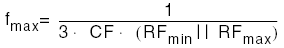 f_max = 1 / (3 · CF · (RF_min || RF_max))